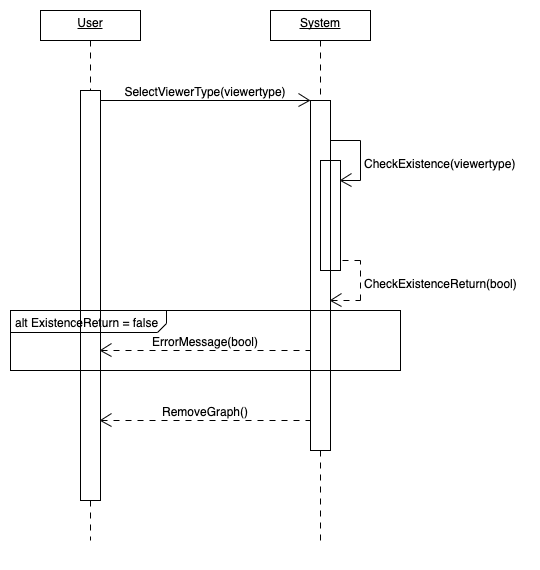 User
System
SelectViewerType(viewertype)
CheckExistence(viewertype)
CheckExistenceReturn(bool)
alt ExistenceReturn = false
ErrorMessage(bool)
RemoveGraph()